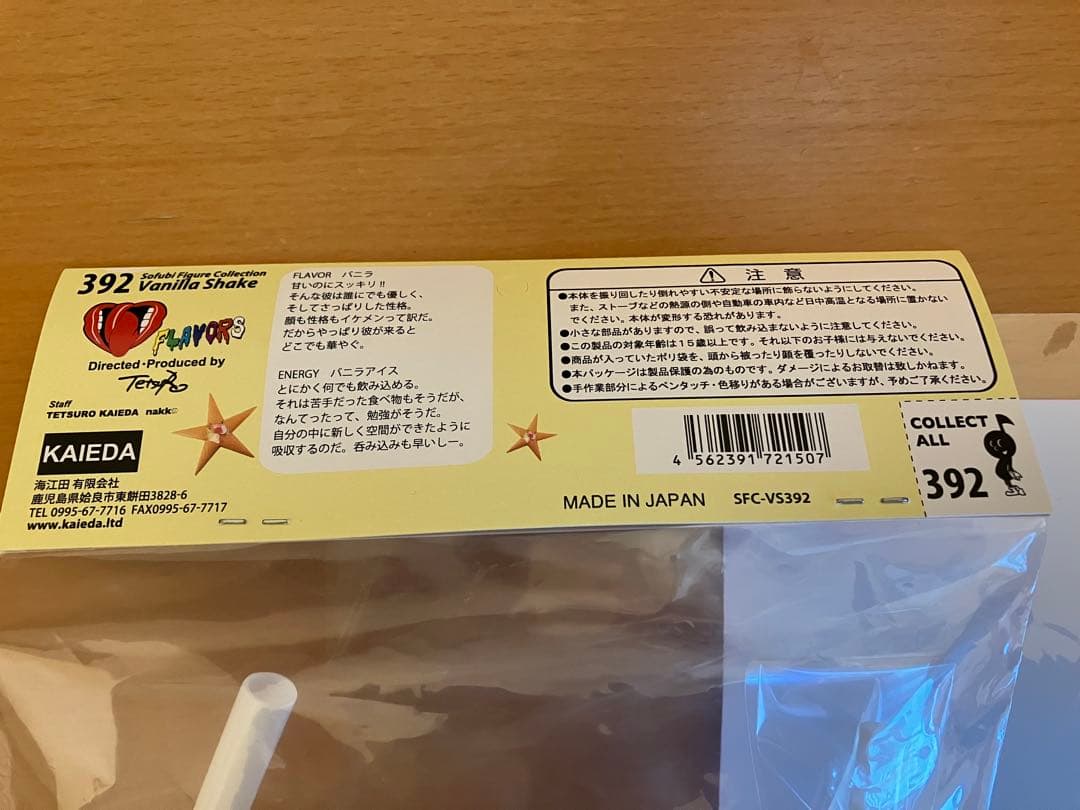 392 Sofubi Figure Collection
Vanilla Shake
FLAVORS
Directed・Produced by
Staff
TETSURO KAIEDA nakk
KAIEDA
海江田 有限会社
鹿児島県姶良市東餅田3828-6
TEL 0995-67-7716 FAX0995-67-7717
www.kaieda.ltd
FLAVOR バニラ
甘いのにスッキリ!!
そんな彼は誰にでも優しく、
そしてさっぱりした性格。
顔も性格もイケメンって訳だ。
だからやっぱり彼が来ると
どこでも華やぐ。
ENERGY バニラアイス
とにかく何でも飲み込める。
それは苦手だった食べ物もそうだが、
なんてったって、勉強がそうだ。
自分の中に新しく空間ができたように
吸収するのだ。呑み込みも早いしー。
注 意
●本体を振り回したり倒れやすい不安定な場所に飾らないようにしてください。
また、ストーブなどの熱源の側や自動車の車内など日中高温となる場所に置かない
でください。本体が変形する恐れがあります。
●小さな部品がありますので、誤って飲み込まないように注意してください。
●この製品の対象年齢は15歳以上です。それ以下のお子様には与えないでください。
●商品が入っていたポリ袋を、頭から被ったり顔を覆ったりしないでください。
●本パッケージは製品保護の為のものです。ダメージによるお取替は致しかねます。
●手作業部分によるペンタッチ・色移りがある場合がございますが、予めご了承ください。
4 562391 721507
MADE IN JAPAN SFC-VS392
COLLECT
ALL
392